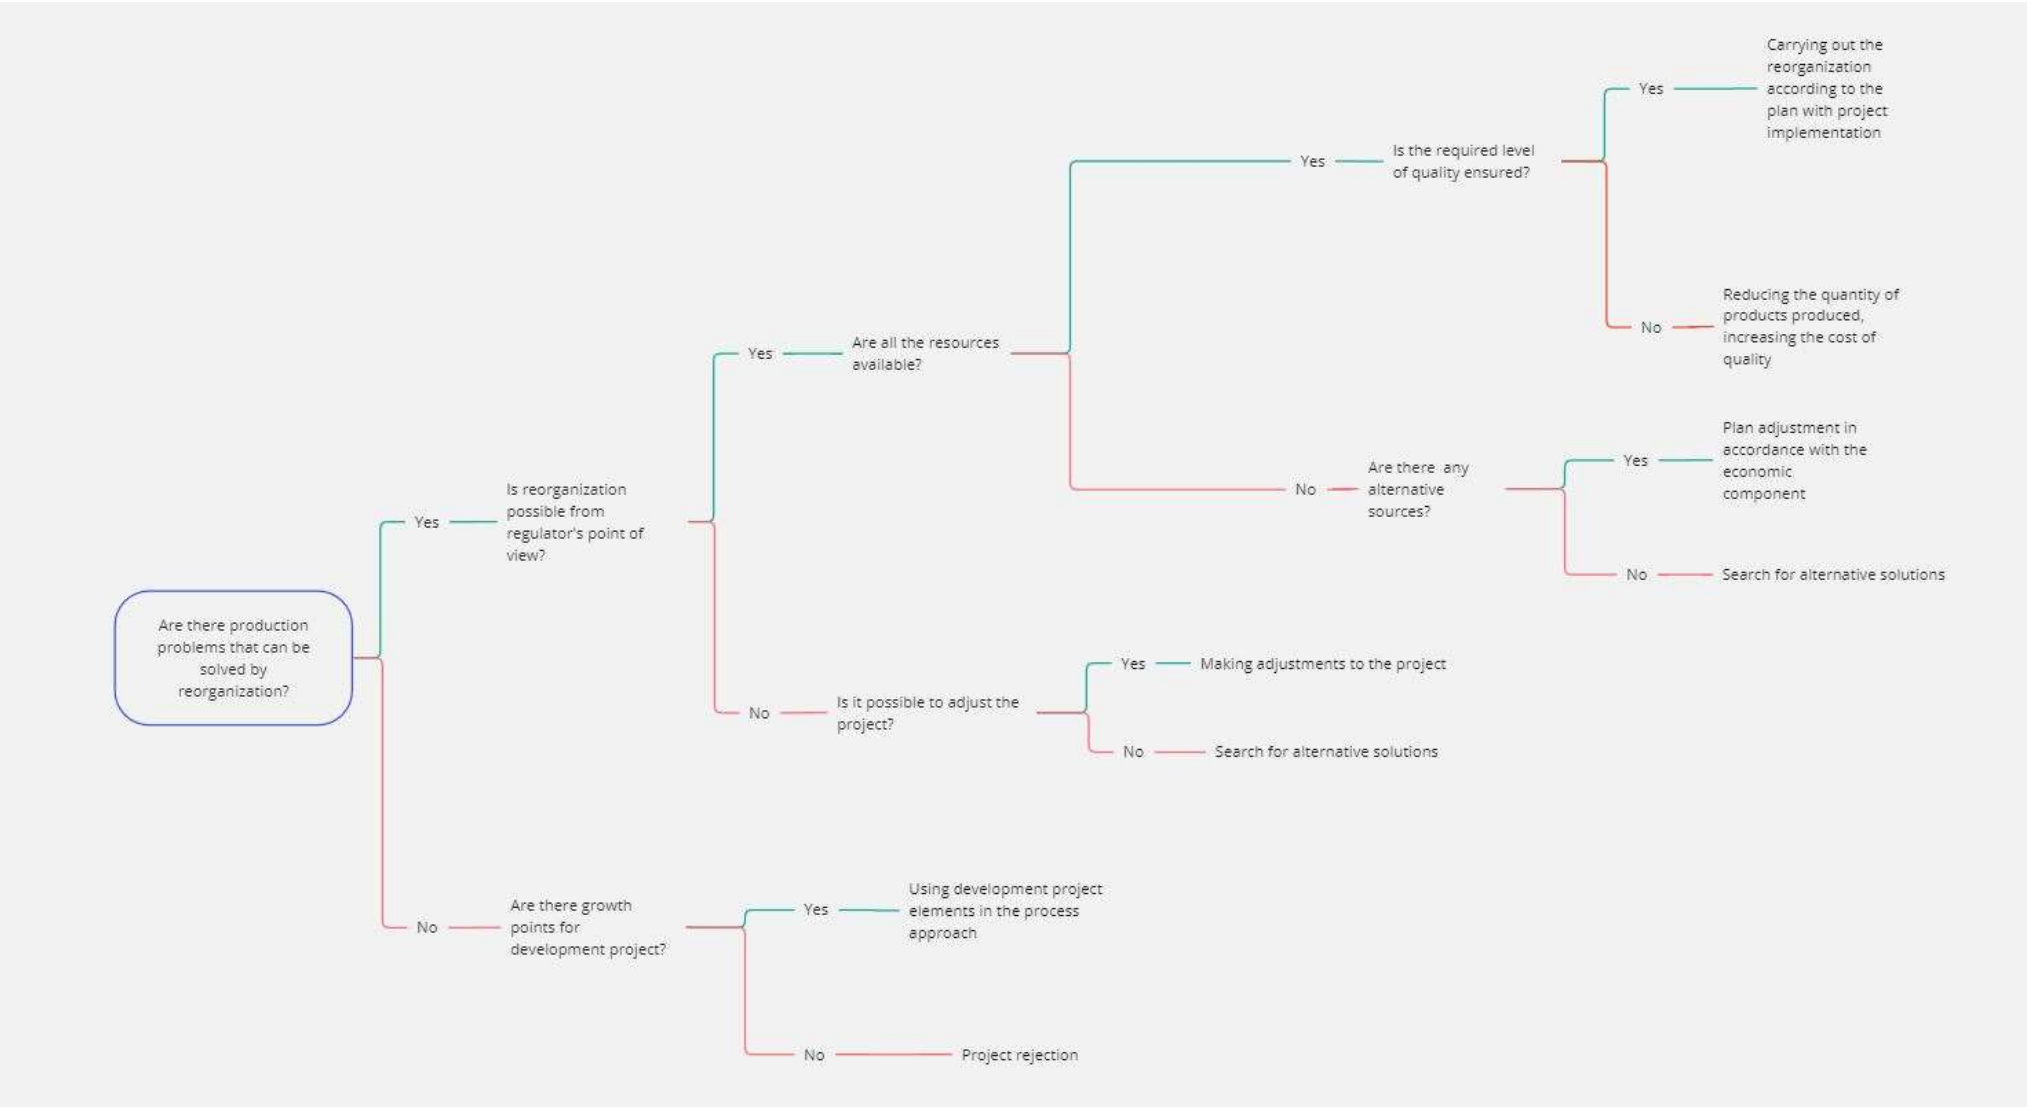 Are there production
problems that can be
solved by
reorganization?
Yes
Is reorganization
possible from
regulator's point of
view?
Yes
Are all the resources
available?
Yes
Is the required level
of quality ensured?
Yes
Carrying out the
reorganization
according to the
plan with project
implementation
No
Reducing the quantity of
products produced,
increasing the cost of
quality
No
Are there any
alternative
sources?
Yes
Plan adjustment in
accordance with the
economic
component
No
Search for alternative solutions
No
Is it possible to adjust the
project?
Yes
Making adjustments to the project
No
Search for alternative solutions
No
Are there growth
points for
development project?
Yes
Using development project
elements in the process
approach
No
Project rejection